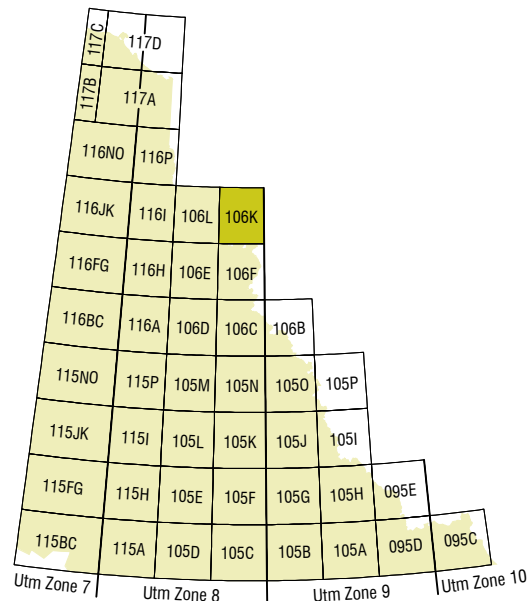 117C 117D
117B 117A
116NO 116P
116JK 116I 106L 106K
116FG 116H 106E 106F
116BC 116A 106D 106C 106B
115NO 115P 105M 105N 105O 105P
115JK 115I 105L 105K 105J 105I
115FG 115H 105E 105F 105G 105H 095E
115BC 115A 105D 105C 105B 105A 095D 095C
Utm Zone 7 Utm Zone 8 Utm Zone 9 Utm Zone 10